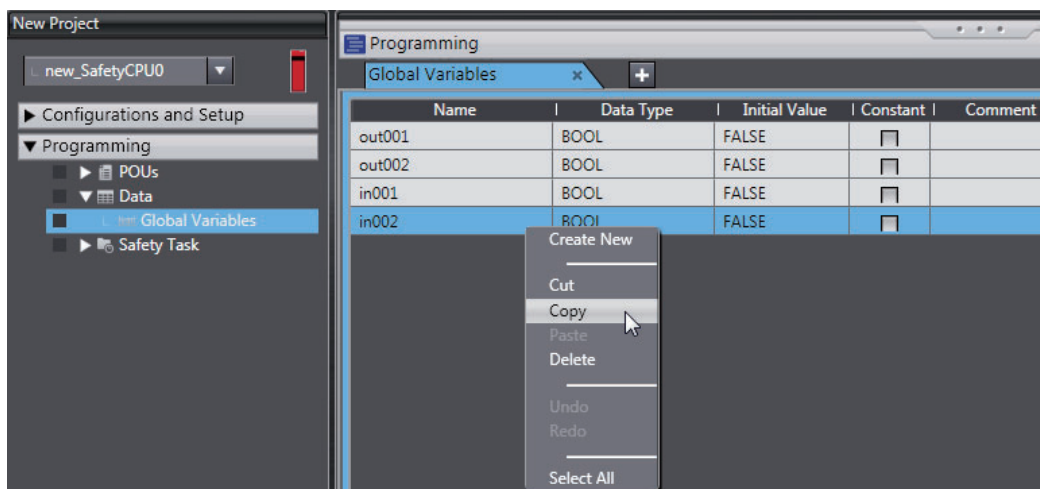 New Project
new_SafetyCPU0
Configurations and Setup
Programming
POUs
Data
Global Variables
Safety Task
Programming
Global Variables
Name Data Type Initial Value Constant Comment
out001 BOOL FALSE
out002 BOOL FALSE
in001 BOOL FALSE
in002 BOOL FALSE
Create New
Cut
Copy
Paste
Delete
Undo
Redo
Select All